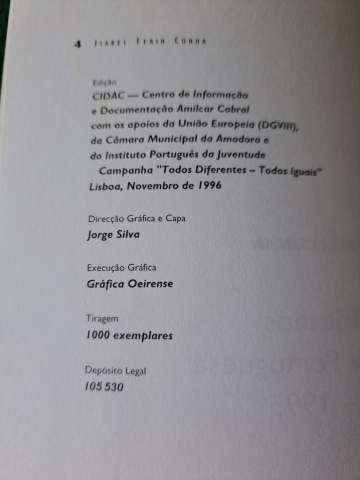 4 ISABEL FERIN CUNHA
Edição
CIDAC — Centro de Informação
e Documentação Amílcar Cabral
com os apoios da União Europeia (DGVIII),
da Câmara Municipal da Amadora e
do Instituto Português da Juventude
Campanha "Todos Diferentes – Todos Iguais"
Lisboa, Novembro de 1996
Direcção Gráfica e Capa
Jorge Silva
Execução Gráfica
Gráfica Oeirense
Tiragem
1000 exemplares
Depósito Legal
105 530